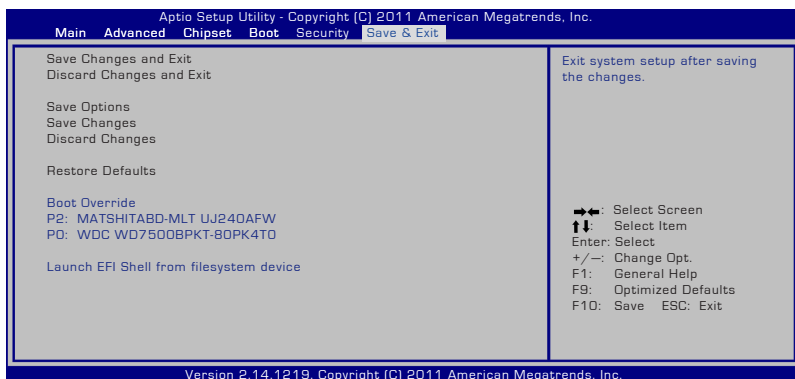 Aptio Setup Utility - Copyright (C) 2011 American Megatrends, Inc.
Main Advanced Chipset Boot Security Save & Exit
Save Changes and Exit
Discard Changes and Exit
Save Options
Save Changes
Discard Changes
Restore Defaults
Boot Override
P2: MATSHITABD-MLT UJ240AFW
P0: WDC WD7500BPKT-80PK4T0
Launch EFI Shell from filesystem device
Exit system setup after saving
the changes.
→←: Select Screen
↑↓: Select Item
Enter: Select
+/—: Change Opt.
F1: General Help
F9: Optimized Defaults
F10: Save ESC: Exit
Version 2.14.1219. Copyright (C) 2011 American Megatrends, Inc.